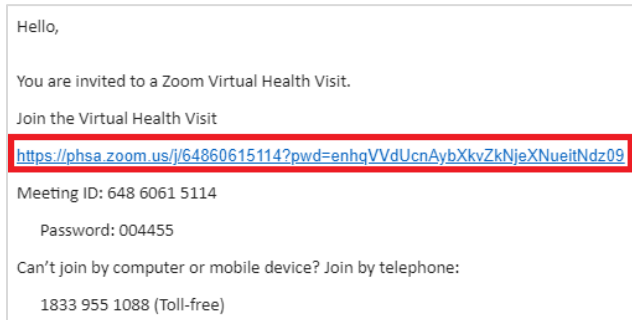 Hello,
You are invited to a Zoom Virtual Health Visit.
Join the Virtual Health Visit
https://phsa.zoom.us/j/64860615114?pwd=enhqVVdUcnAybXkvZkNjeXNueitNdz09
Meeting ID: 648 6061 5114
Password: 004455
Can’t join by computer or mobile device? Join by telephone:
1833 955 1088 (Toll-free)